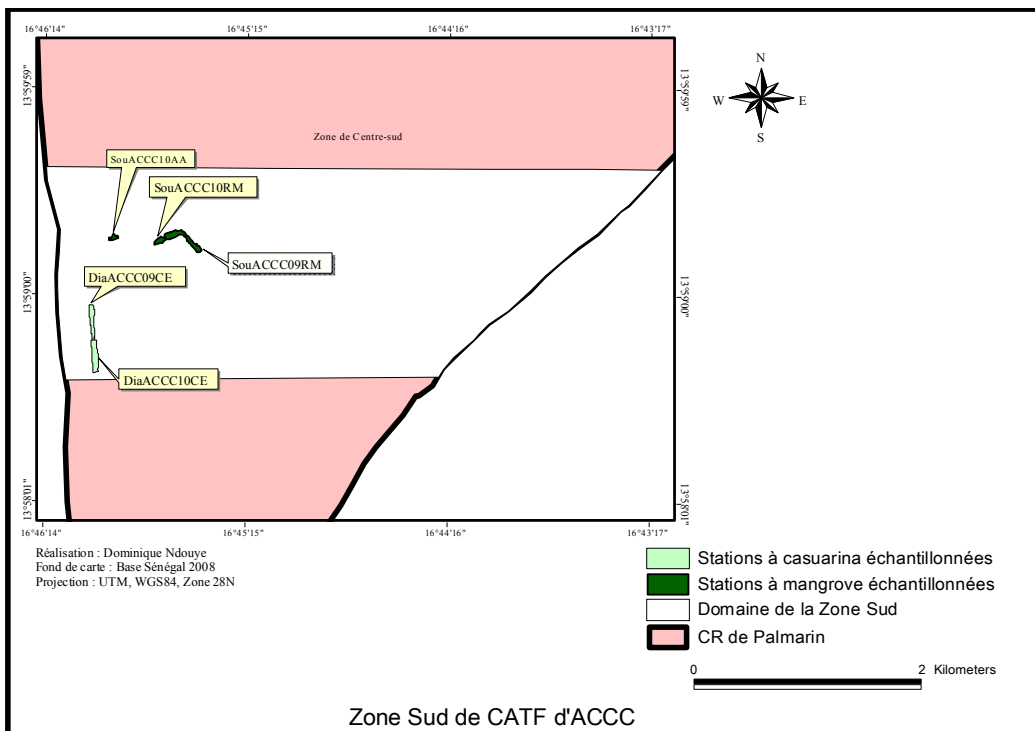 16°46'14"
16°45'15"
16°44'16"
16°43'17"
13°59'59"
13°59'59"
N
W
E
S
Zone de Centre-sud
SouACCC10AA
SouACCC10RM
SouACCC09RM
DiaACCC09CE
13°59'00"
13°59'00"
DiaACCC10CE
13°58'01"
13°58'01"
16°46'14"
16°45'15"
16°44'16"
16°43'17"
Réalisation : Dominique Ndouye
Fond de carte : Base Sénégal 2008
Projection : UTM, WGS84, Zone 28N
Stations à casuarina échantillonnées
Stations à mangrove échantillonnées
Domaine de la Zone Sud
CR de Palmarin
0 2 Kilometers
Zone Sud de CATF d'ACCC